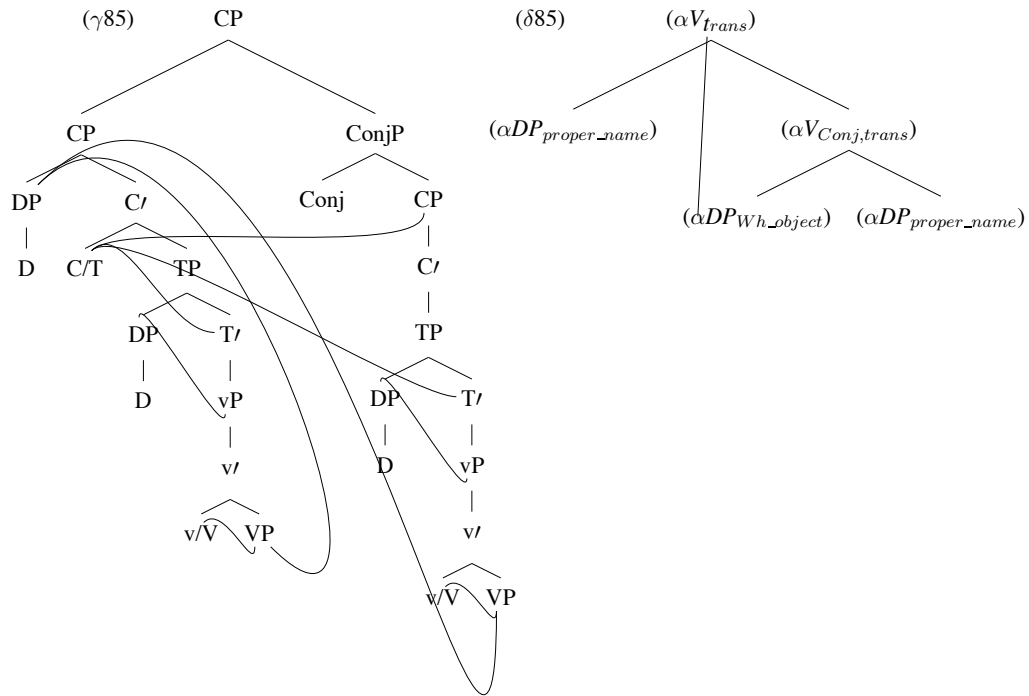 (γ85) CP (δ85) (αV_trans)
CP ConjP (αDP_proper_name) (αV_Conj,trans)
DP C′ Conj CP (αDP_Wh_object) (αDP_proper_name)
D C/T TP C′
DP T′ TP
D vP DP T′
v′ D vP
v/V VP v′
v/V VP